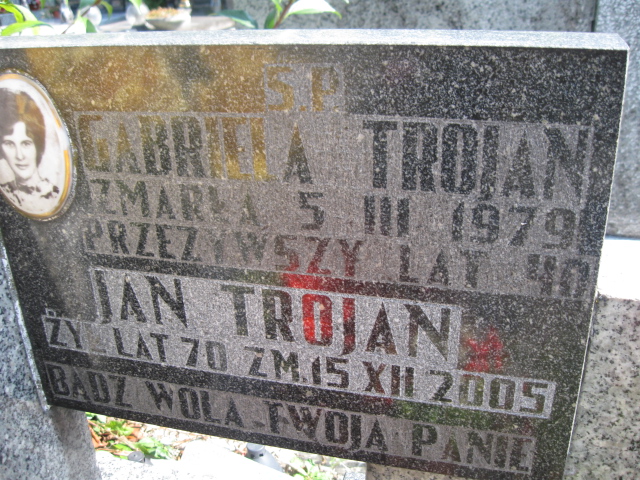 S.P
GABRIELA TROJAN
ZMARŁA 5 III 1979
PRZEŻYWSZY LAT 40
JAN TROJAN
ŻYŁ LAT 70 ZM.15 XII 2005
BĄDŹ WOLA TWOJA PANIE